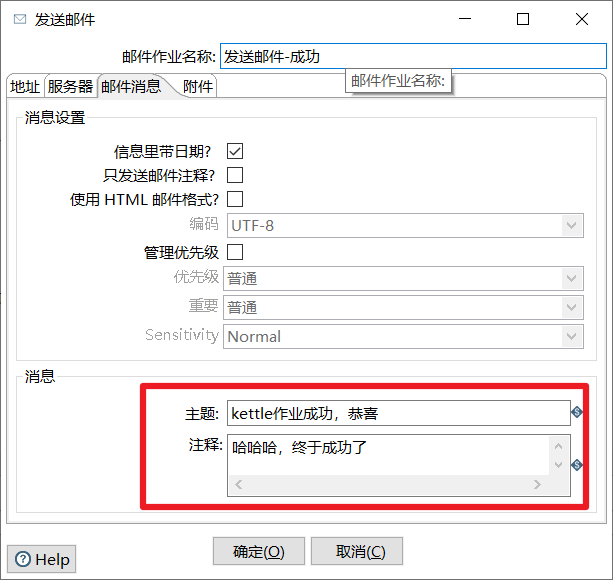 发送邮件
邮件作业名称: 发送邮件-成功
邮件作业名称:
地址 服务器 邮件消息 附件
消息设置
信息里带日期?
只发送邮件注释?
使用 HTML 邮件格式?
编码 UTF-8
管理优先级
优先级 普通
重要 普通
Sensitivity Normal
消息
主题: kettle作业成功，恭喜
注释: 哈哈哈，终于成功了
确定(O) 取消(C)
Help